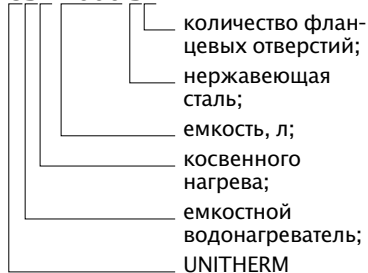 количество флан-
цевых отверстий;
нержавеющая
сталь;
емкость, л;
косвенного
нагрева;
емкостной
водонагреватель;
UNITHERM